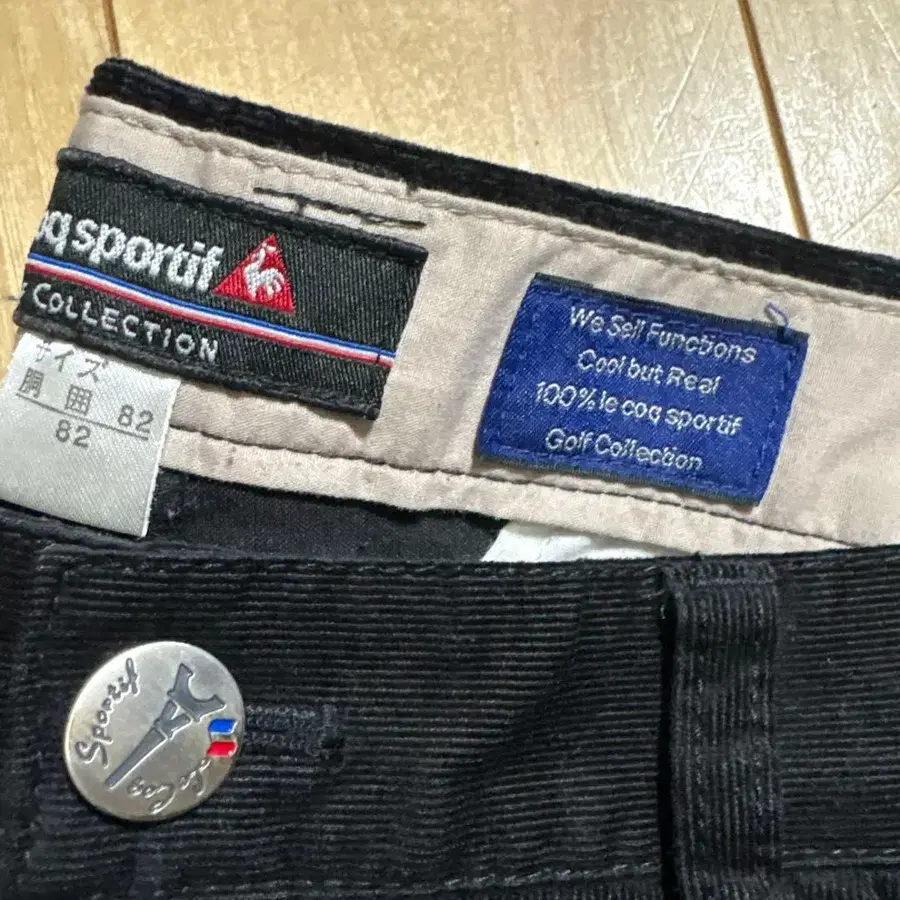 oq sportif
COLLECTION
サイズ
胴囲 82
82
We Sell Functions
Cool but Real
100% le coq sportif
Golf Collection
Sportif